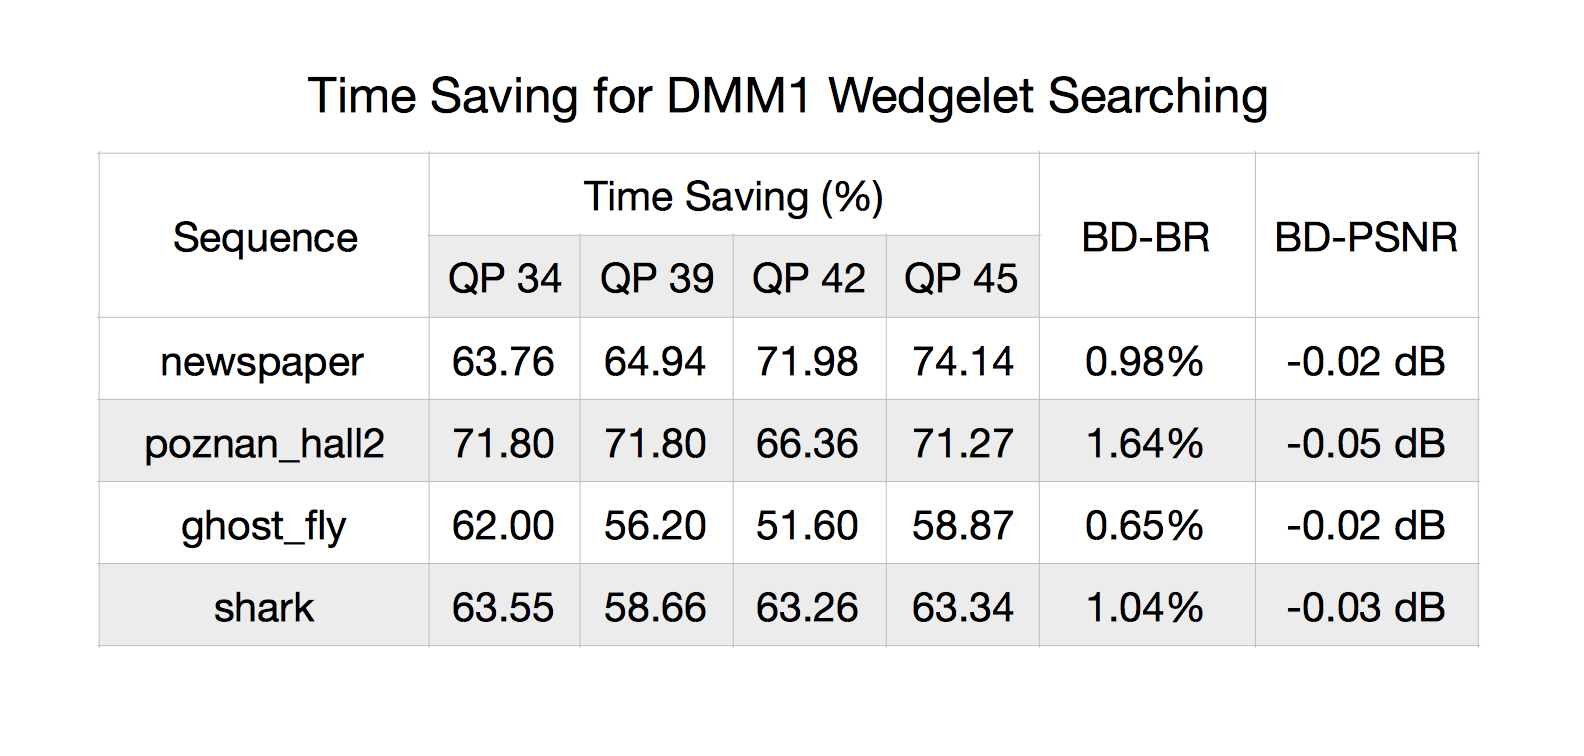 Time Saving for DMM1 Wedgelet Searching
Sequence Time Saving (%) BD-BR BD-PSNR
QP 34 QP 39 QP 42 QP 45
newspaper 63.76 64.94 71.98 74.14 0.98% -0.02 dB
poznan_hall2 71.80 71.80 66.36 71.27 1.64% -0.05 dB
ghost_fly 62.00 56.20 51.60 58.87 0.65% -0.02 dB
shark 63.55 58.66 63.26 63.34 1.04% -0.03 dB